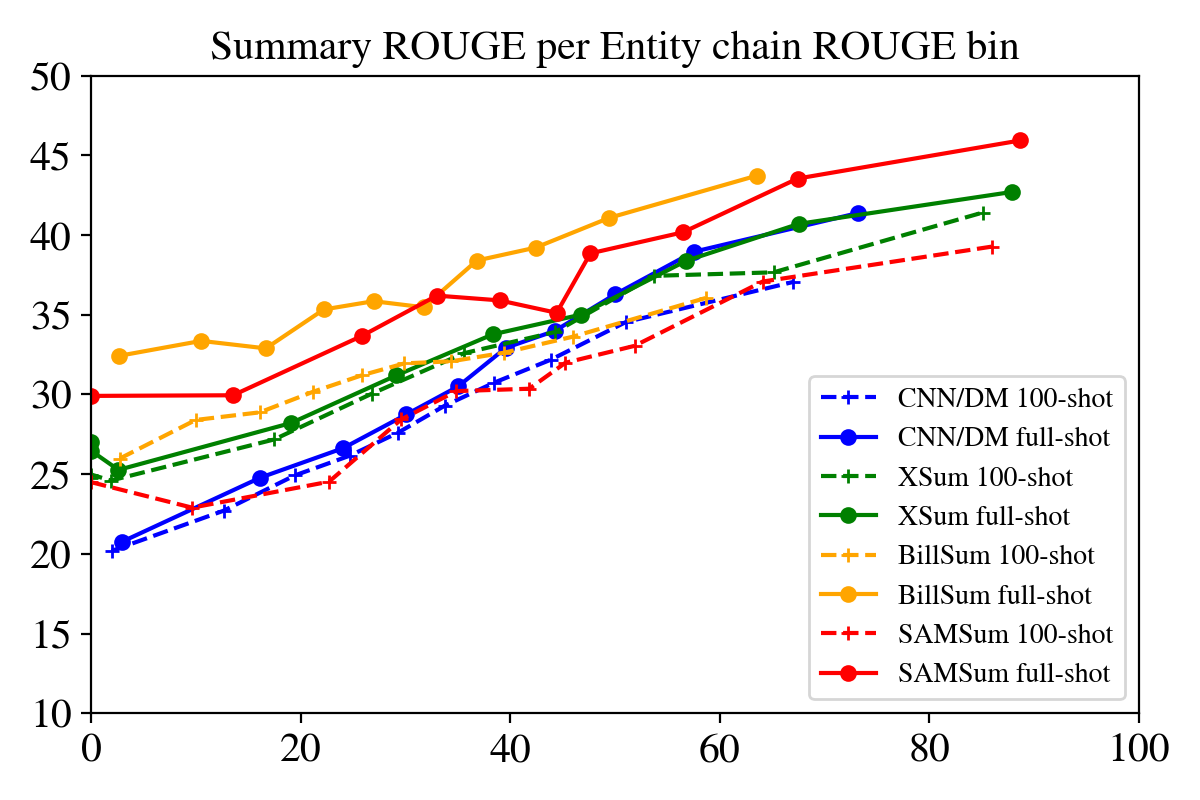 Summary ROUGE per Entity chain ROUGE bin
50
45
40
35
30
25
20
15
10
0
20
40
60
80
100
CNN/DM 100-shot
CNN/DM full-shot
XSum 100-shot
XSum full-shot
BillSum 100-shot
BillSum full-shot
SAMSum 100-shot
SAMSum full-shot